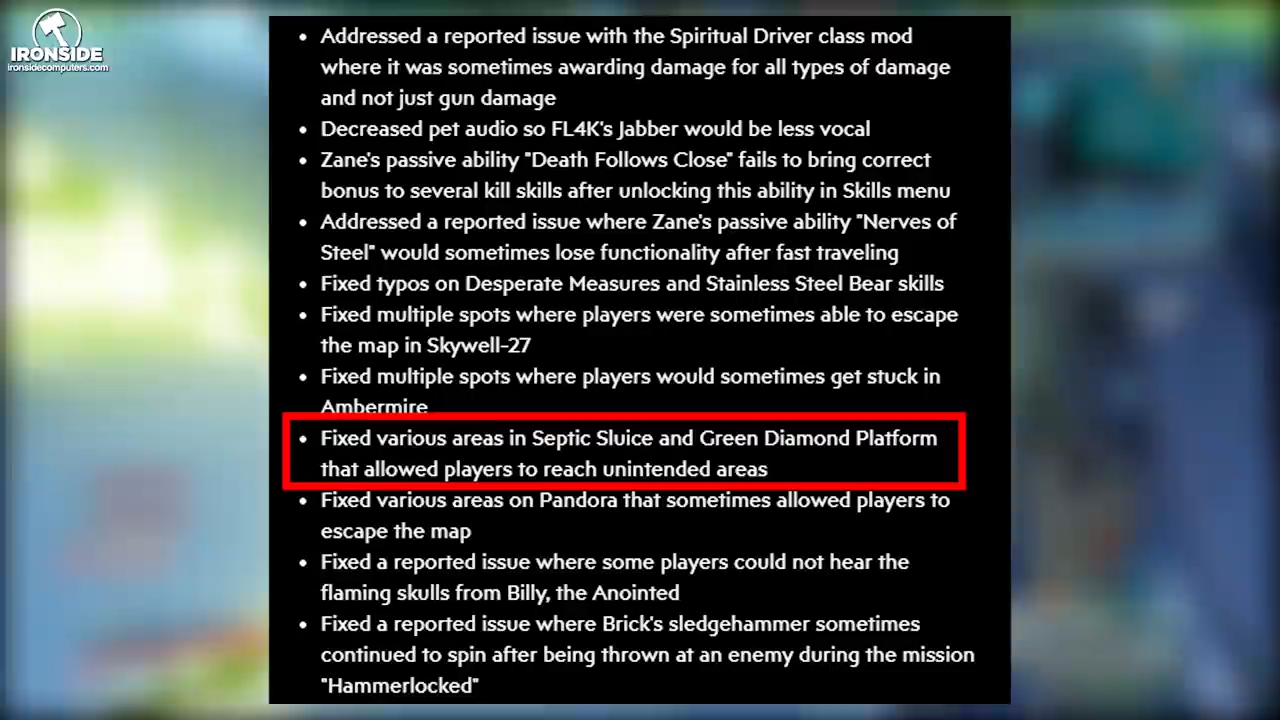 IRONSIDE
ironsidecomputers.com
• Addressed a reported issue with the Spiritual Driver class mod
where it was sometimes awarding damage for all types of damage
and not just gun damage
• Decreased pet audio so FL4K's Jabber would be less vocal
• Zane's passive ability "Death Follows Close" fails to bring correct
bonus to several kill skills after unlocking this ability in Skills menu
• Addressed a reported issue where Zane's passive ability "Nerves of
Steel" would sometimes lose functionality after fast traveling
• Fixed typos on Desperate Measures and Stainless Steel Bear skills
• Fixed multiple spots where players were sometimes able to escape
the map in Skywell-27
• Fixed multiple spots where players would sometimes get stuck in
Ambermire
• Fixed various areas in Septic Sluice and Green Diamond Platform
that allowed players to reach unintended areas
• Fixed various areas on Pandora that sometimes allowed players to
escape the map
• Fixed a reported issue where some players could not hear the
flaming skulls from Billy, the Anointed
• Fixed a reported issue where Brick's sledgehammer sometimes
continued to spin after being thrown at an enemy during the mission
"Hammerlocked"